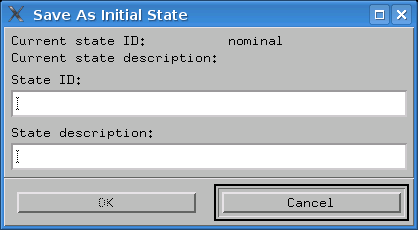 Save As Initial State
Current state ID: nominal
Current state description:
State ID:
State description:
OK
Cancel